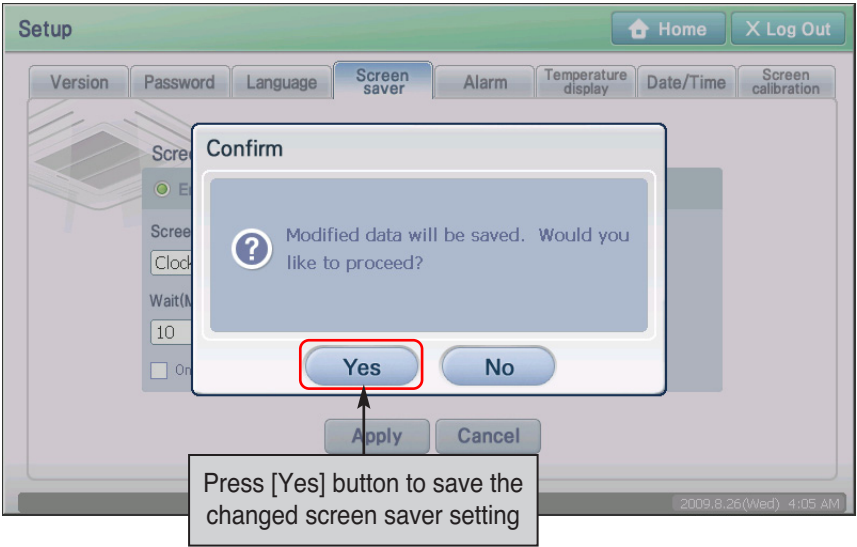 Setup
Home
X Log Out
Version
Password
Language
Screen
saver
Alarm
Temperature
display
Date/Time
Screen
calibration
Confirm
Modified data will be saved. Would you
like to proceed?
10
Yes
No
Apply
Cancel
Press [Yes] button to save the
changed screen saver setting
2009.8.26(Wed) 4:05 AM